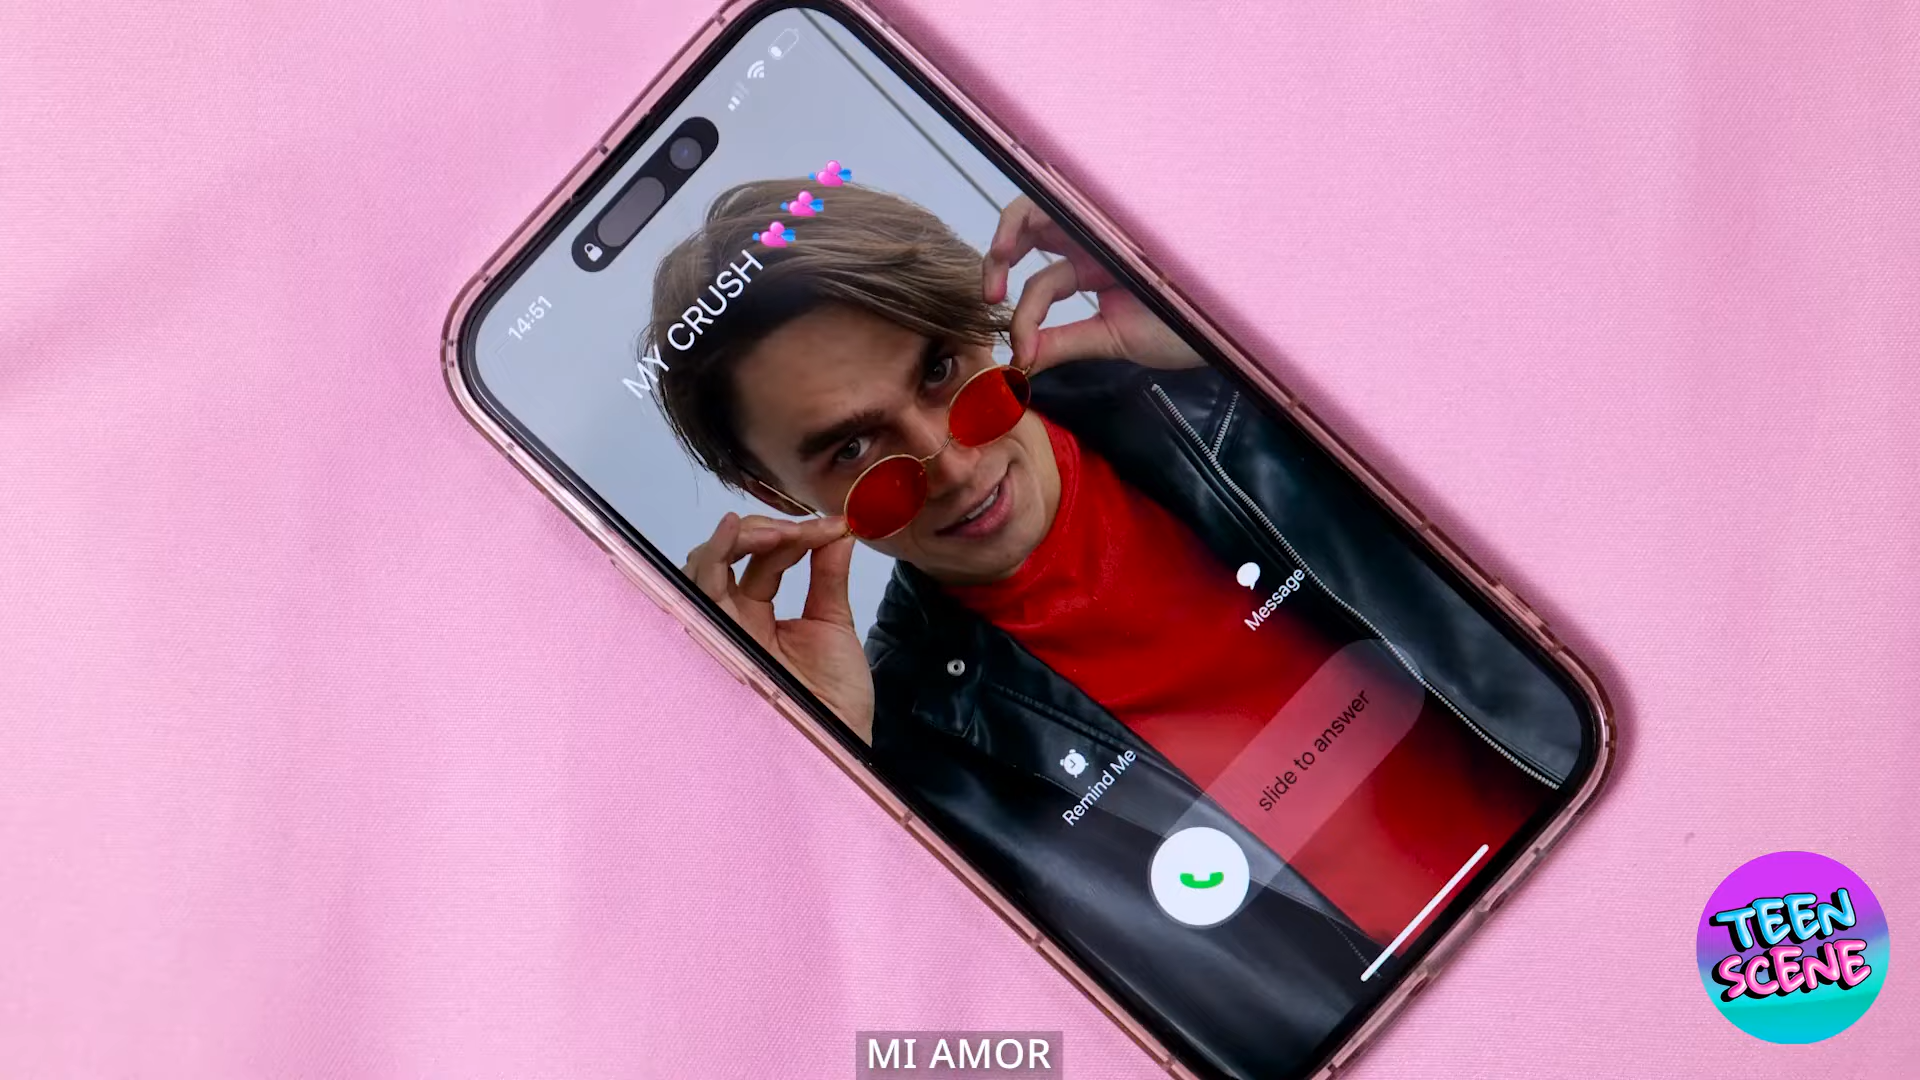 14:51
MY CRUSH 💘💘💘
Message
Remind Me
slide to answer
TEEN
SCENE
MI AMOR